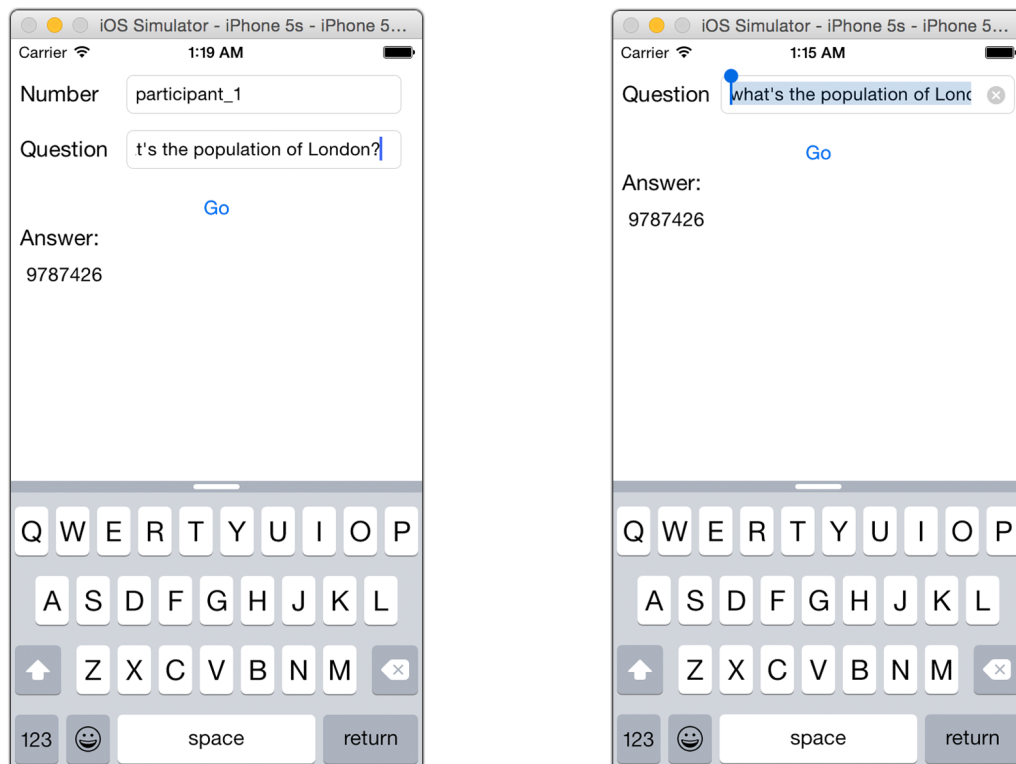 iOS Simulator - iPhone 5s - iPhone 5...
Carrier 1:19 AM
Number participant_1
Question t's the population of London?
Go
Answer:
9787426
Q W E R T Y U I O P
A S D F G H J K L
Z X C V B N M
123 space return
iOS Simulator - iPhone 5s - iPhone 5...
Carrier 1:15 AM
Question what's the population of Lond
Go
Answer:
9787426
Q W E R T Y U I O P
A S D F G H J K L
Z X C V B N M
123 space return